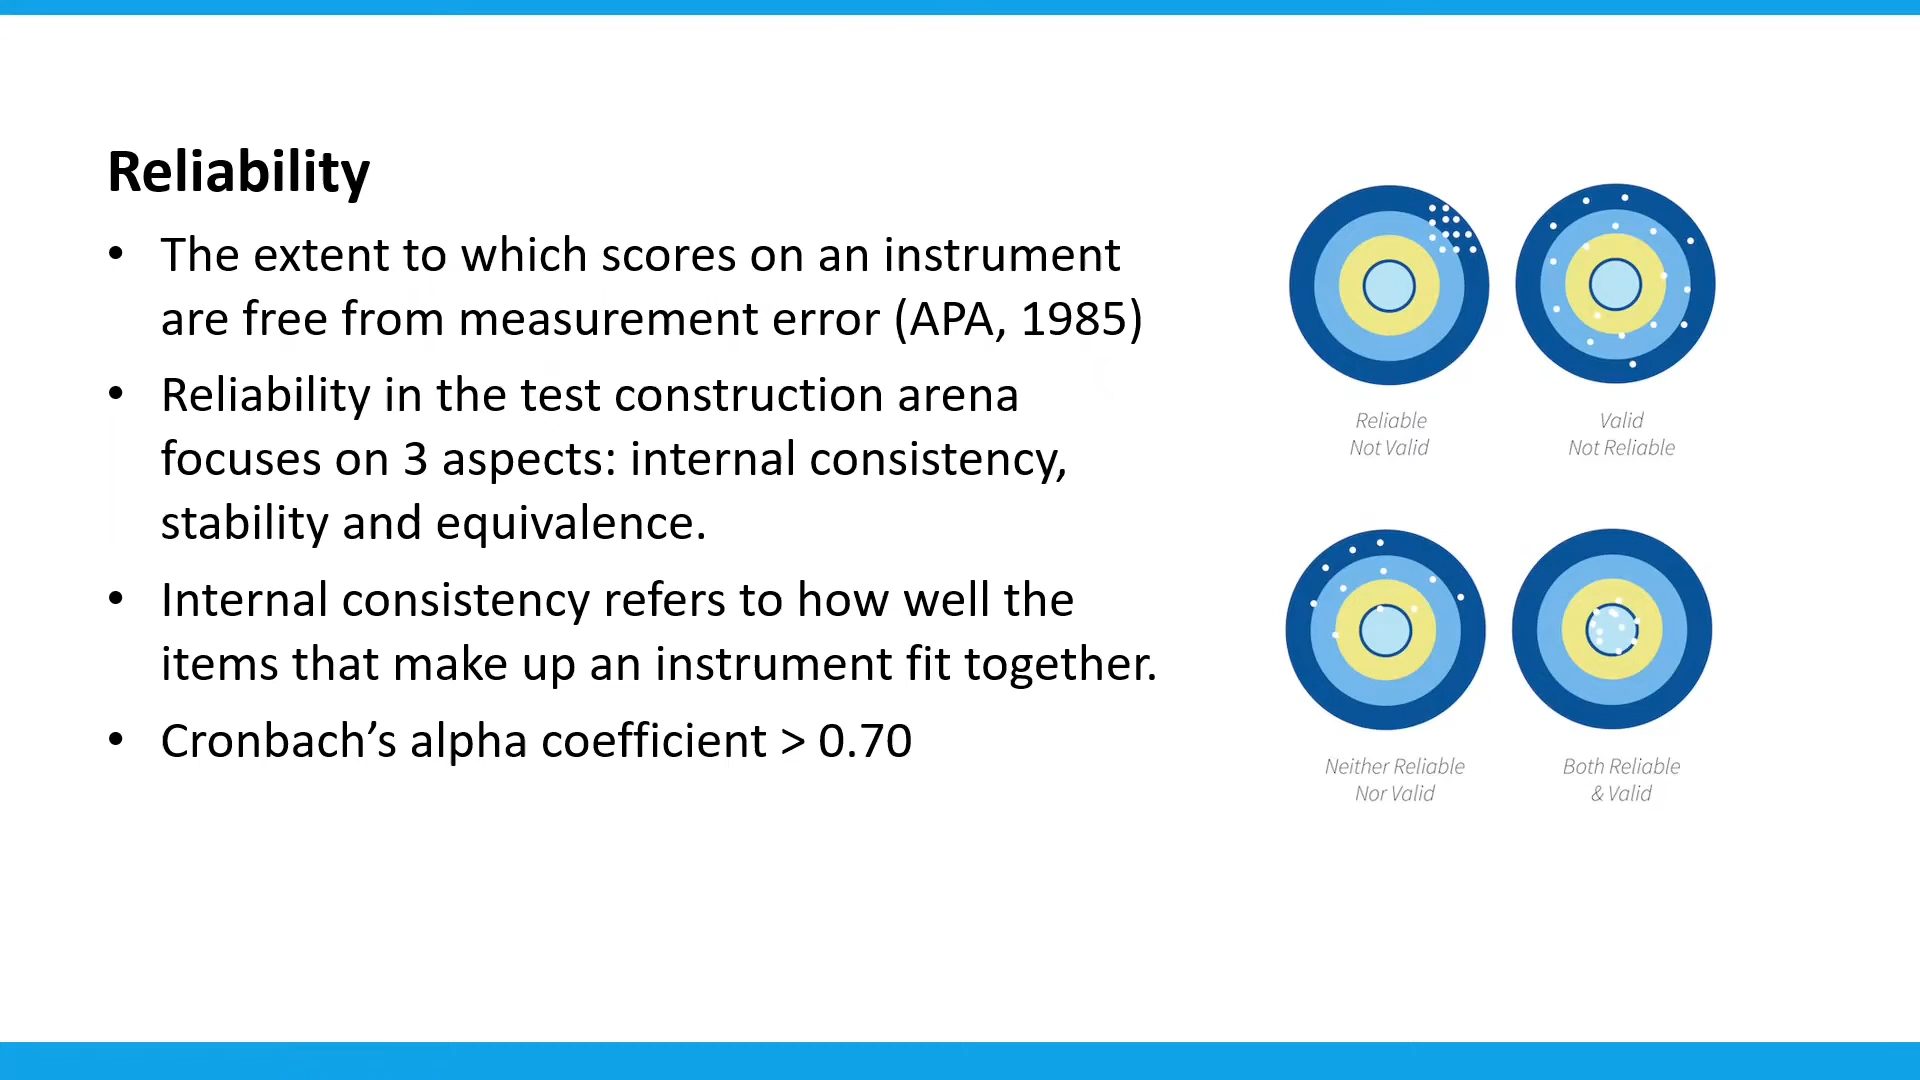 Reliability
• The extent to which scores on an instrument
are free from measurement error (APA, 1985)
• Reliability in the test construction arena
focuses on 3 aspects: internal consistency,
stability and equivalence.
• Internal consistency refers to how well the
items that make up an instrument fit together.
• Cronbach’s alpha coefficient > 0.70
Reliable
Not Valid
Valid
Not Reliable
Neither Reliable
Nor Valid
Both Reliable
& Valid